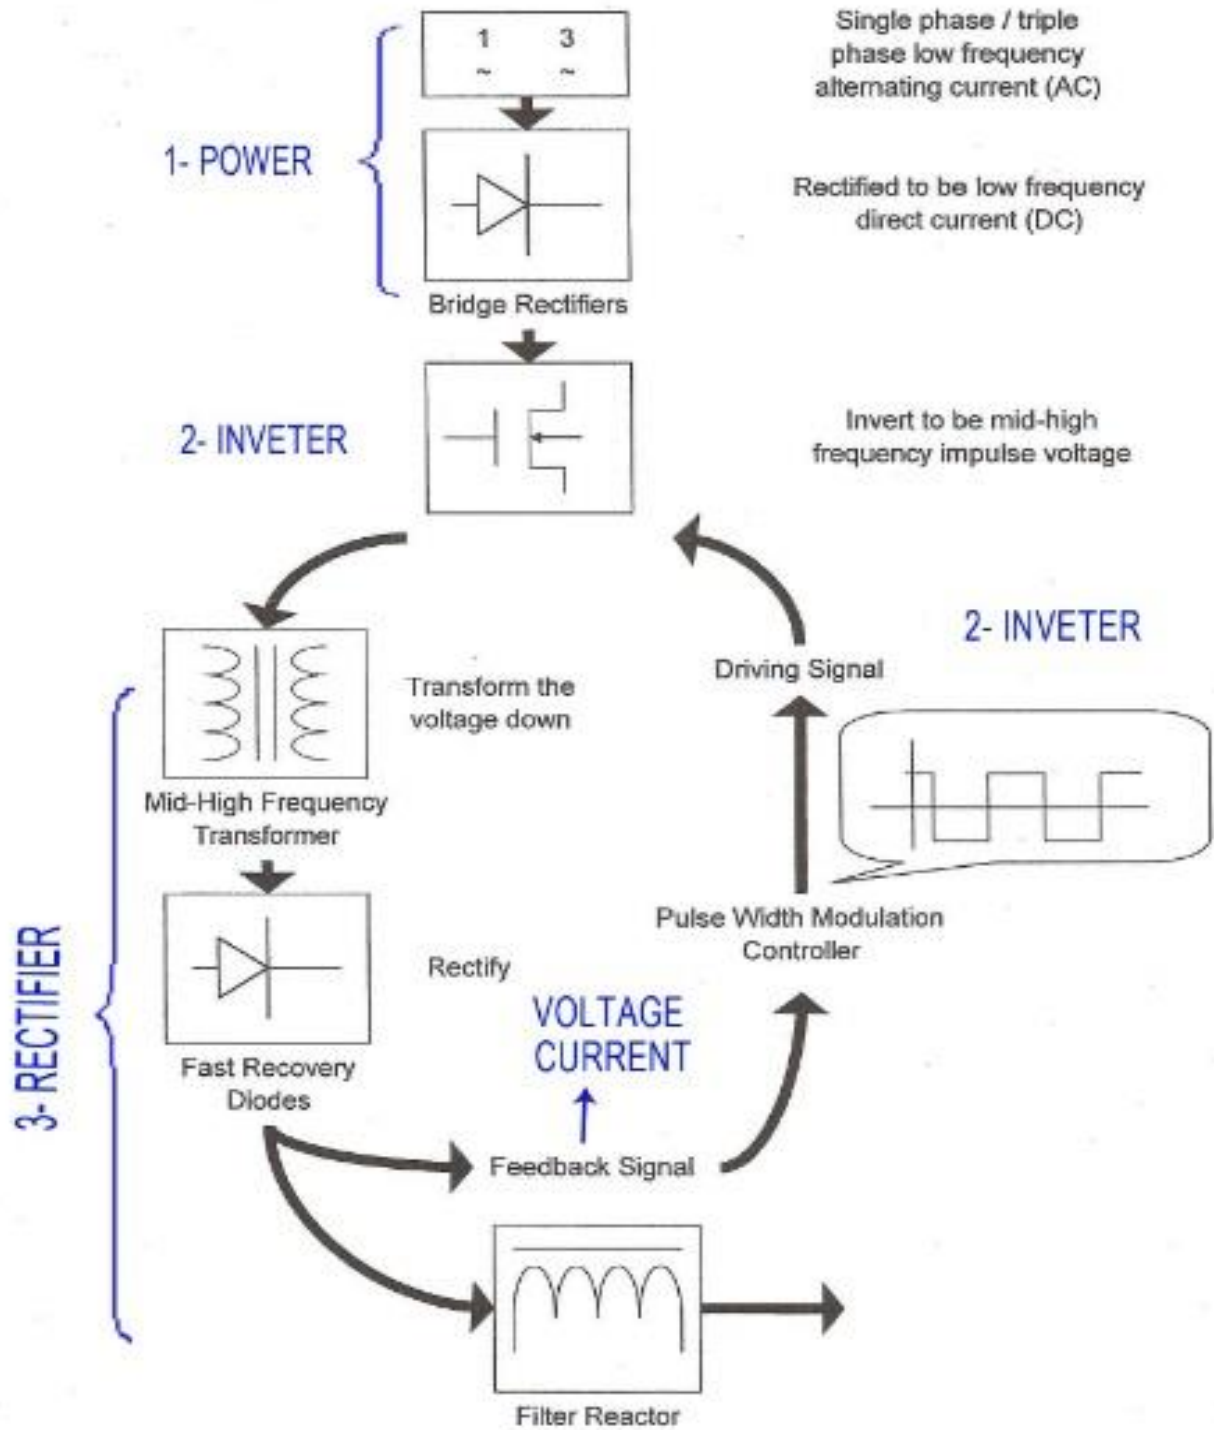 1 3
~ ~
Single phase / triple
phase low frequency
alternating current (AC)
1- POWER
Rectified to be low frequency
direct current (DC)
Bridge Rectifiers
2- INVETER
Invert to be mid-high
frequency impulse voltage
2- INVETER
Driving Signal
Transform the
voltage down
Mid-High Frequency
Transformer
Pulse Width Modulation
Controller
3- RECTIFIER
Rectify
VOLTAGE
CURRENT
Fast Recovery
Diodes
Feedback Signal
Filter Reactor